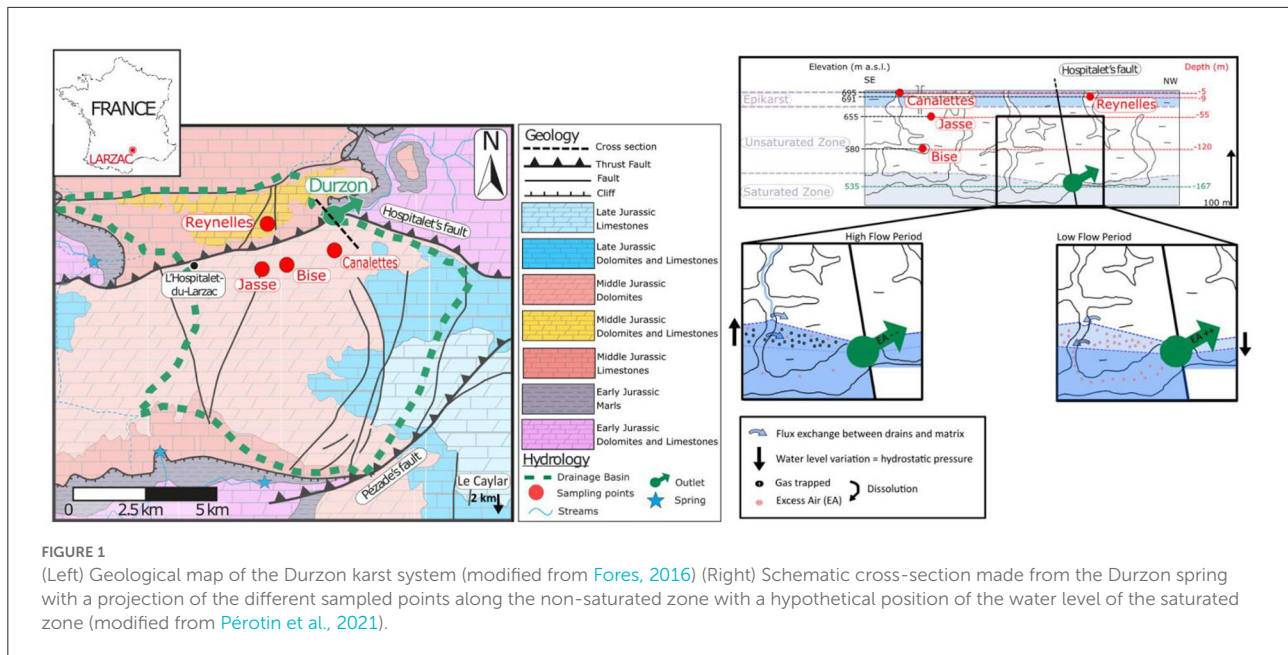 FRANCE
LARZAC
N
Durzon
Reynelles
Hospitalet's fault
L'Hospitalet-
du-Larzac
Jasse
Bise
Canalettes
Pézade's fault
Le Caylar
2 km
0 2.5 km 5 km
Geology
Cross section
Thrust Fault
Fault
Cliff
Late Jurassic
Limestones
Late Jurassic
Dolomites and Limestones
Middle Jurassic
Dolomites
Middle Jurassic
Dolomites and Limestones
Middle Jurassic
Limestones
Early Jurassic
Marls
Early Jurassic
Dolomites and Limestones
Hydrology
Drainage Basin
Outlet
Sampling points
Spring
Streams
Elevation (m a.s.l.)
Hospitalet's fault
Depth (m)
SE
NW
Epikarst
695
691
Canalettes
Reynelles
-5
-9
655
Jasse
-55
Unsaturated Zone
580
Bise
-120
Saturated Zone
535
-167
100 m
High Flow Period
Low Flow Period
EA --
EA ++
Flux exchange between drains and matrix
Water level variation = hydrostatic pressure
Gas trapped
Dissolution
Excess Air (EA)
FIGURE 1
(Left) Geological map of the Durzon karst system (modified from Fores, 2016) (Right) Schematic cross-section made from the Durzon spring
with a projection of the different sampled points along the non-saturated zone with a hypothetical position of the water level of the saturated
zone (modified from Pérotin et al., 2021).